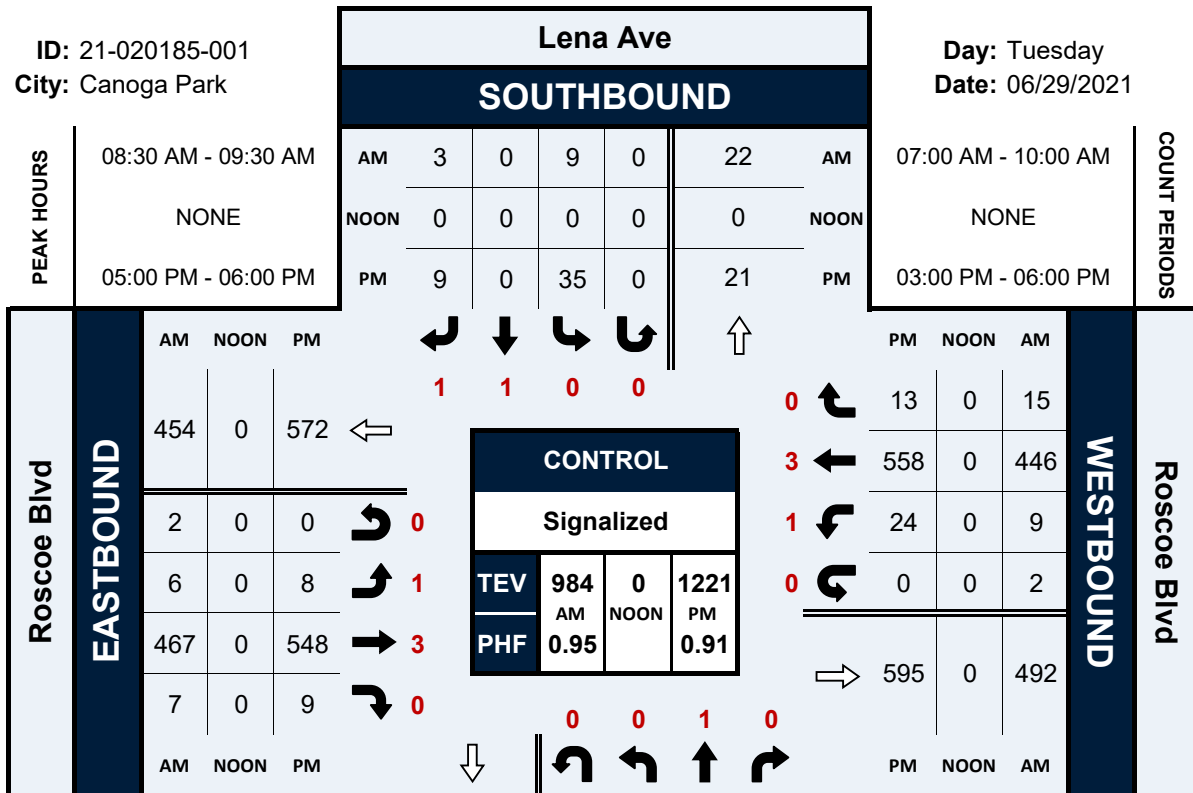 ID: 21-020185-001
City: Canoga Park
Lena Ave
SOUTHBOUND
Day: Tuesday
Date: 06/29/2021
PEAK HOURS
08:30 AM - 09:30 AM
NONE
05:00 PM - 06:00 PM
AM 3 0 9 0 22 AM
NOON 0 0 0 0 0 NOON
PM 9 0 35 0 21 PM
07:00 AM - 10:00 AM
NONE
03:00 PM - 06:00 PM
COUNT PERIODS
1 1 0 0
Roscoe Blvd
EASTBOUND
AM NOON PM
454 0 572
2 0 0 0
6 0 8 1
467 0 548 3
7 0 9 0
AM NOON PM
CONTROL
Signalized
TEV 984 0 1221
AM NOON PM
PHF 0.95 0.91
PM NOON AM
0 13 0 15
3 558 0 446
1 24 0 9
0 0 0 2
595 0 492
PM NOON AM
WESTBOUND
Roscoe Blvd
0 0 1 0